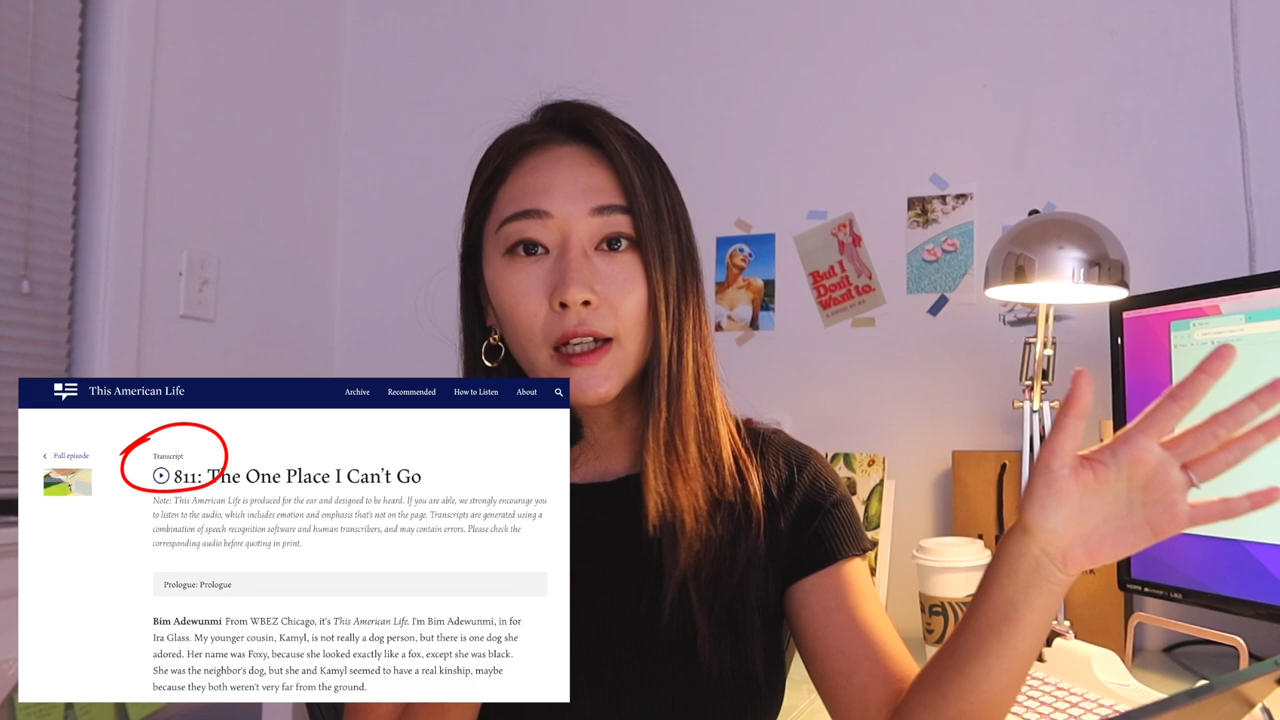 This American Life
Archive Recommended How to Listen About
Full episode
Transcript
811: The One Place I Can't Go
Note: This American Life is produced for the ear and designed to be heard. If you are able, we strongly encourage you
to listen to the audio, which includes emotion and emphasis that's not on the page. Transcripts are generated using a
combination of speech recognition software and human transcribers, and may contain errors. Please check the
corresponding audio before quoting in print.
Prologue: Prologue
Bim Adewunmi From WBEZ Chicago, it's This American Life. I'm Bim Adewunmi, in for
Ira Glass. My younger cousin, Kamyl, is not really a dog person, but there is one dog she
adored. Her name was Foxy, because she looked exactly like a fox, except she was black.
She was the neighbor's dog, but she and Kamyl seemed to have a real kinship, maybe
because they both weren't very far from the ground.
But I
Don't
Want to.